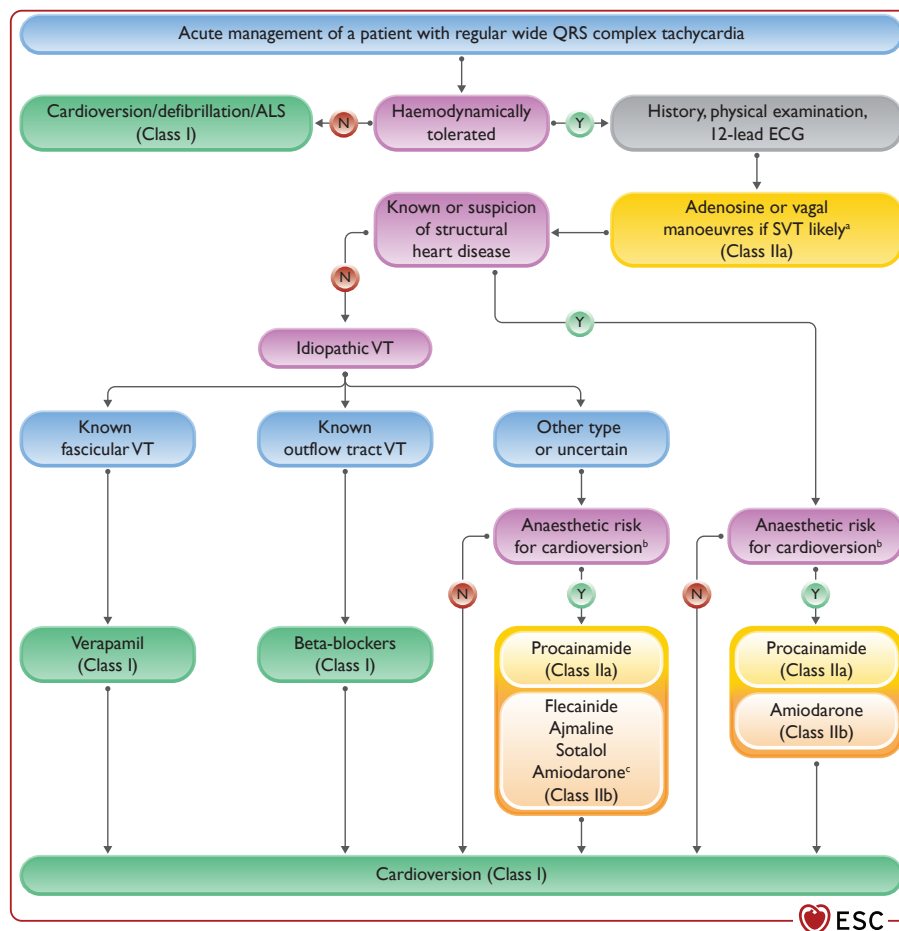 Acute management of a patient with regular wide QRS complex tachycardia
Cardioversion/defibrillation/ALS
(Class I)
N
Haemodynamically
tolerated
Y
History, physical examination,
12-lead ECG
Known or suspicion
of structural
heart disease
Adenosine or vagal
manoeuvres if SVT likelyᵃ
(Class IIa)
N
Y
Idiopathic VT
Known
fascicular VT
Known
outflow tract VT
Other type
or uncertain
Anaesthetic risk
for cardioversionᵇ
Anaesthetic risk
for cardioversionᵇ
N
Y
N
Y
Verapamil
(Class I)
Beta-blockers
(Class I)
Procainamide
(Class IIa)
Flecainide
Ajmaline
Sotalol
Amiodaroneᶜ
(Class IIb)
Procainamide
(Class IIa)
Amiodarone
(Class IIb)
Cardioversion (Class I)
ESC